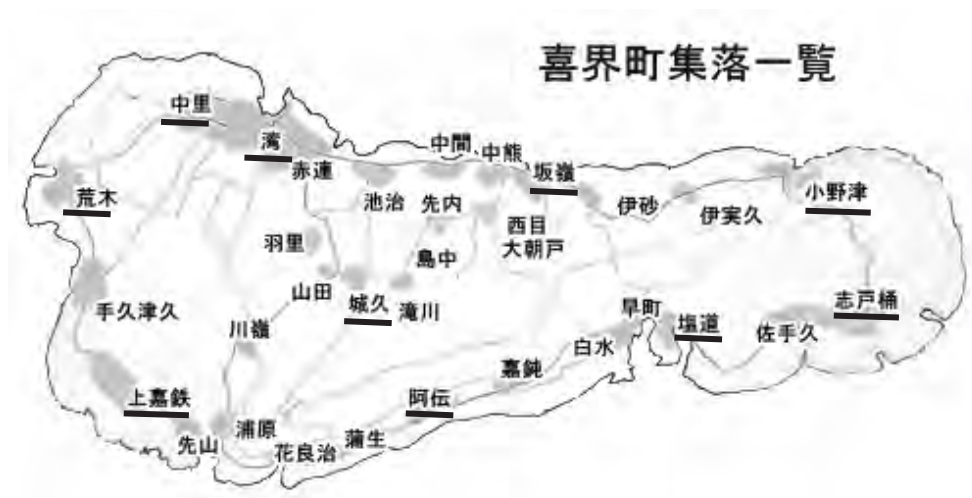 喜界町集落一覧
中里
湾
中間
中熊
赤連
坂嶺
荒木
池治
先内
伊砂
伊実久
小野津
西目
大朝戸
羽里
島中
山田
城久
滝川
手久津久
川嶺
早町
塩道
志戸桶
佐手久
白水
嘉鈍
上嘉鉄
阿伝
先山
浦原
花良治
蒲生